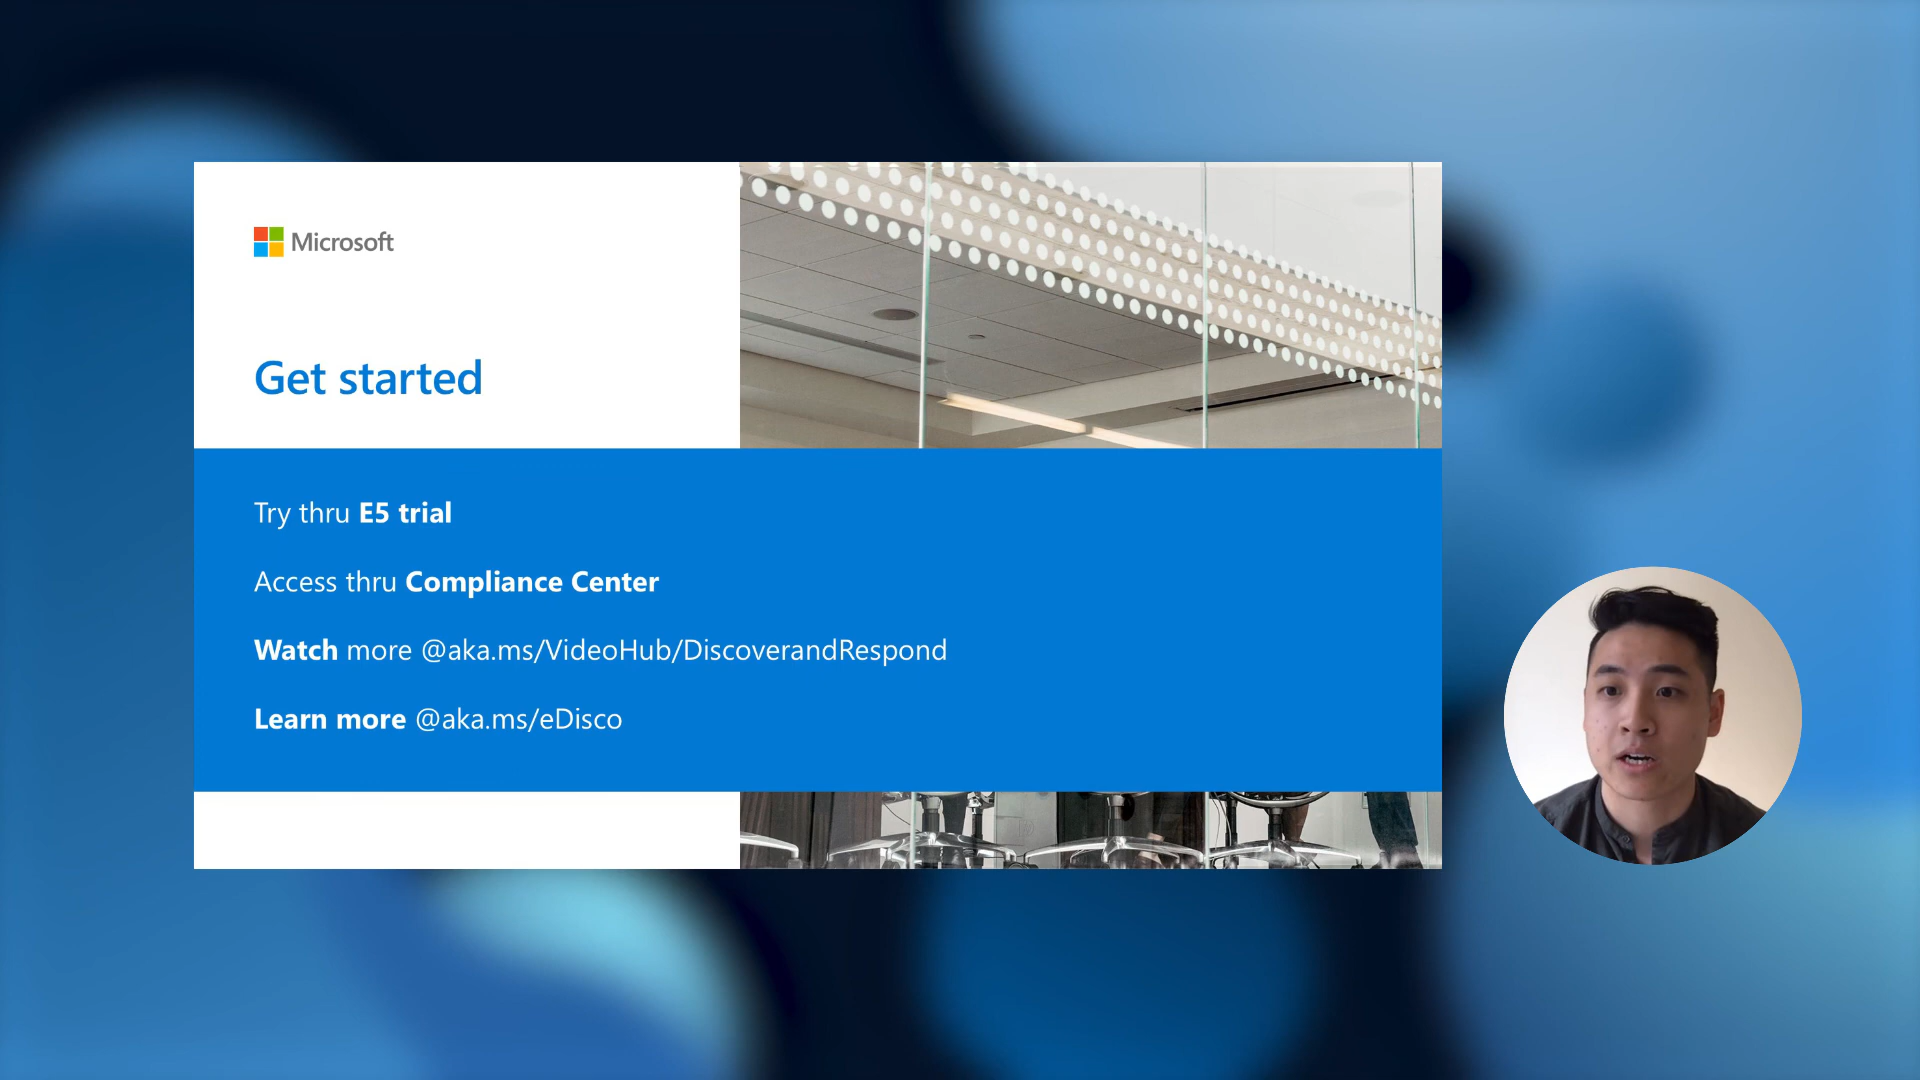 Microsoft
Get started
Try thru E5 trial
Access thru Compliance Center
Watch more @aka.ms/VideoHub/DiscoverandRespond
Learn more @aka.ms/eDisco